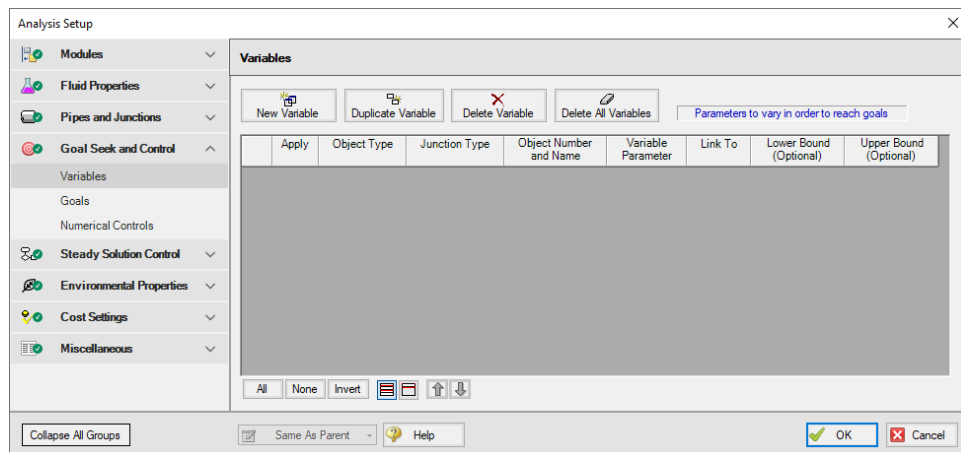 Analysis Setup
Modules
Fluid Properties
Pipes and Junctions
Goal Seek and Control
Variables
Goals
Numerical Controls
Steady Solution Control
Environmental Properties
Cost Settings
Miscellaneous
Collapse All Groups
Variables
New Variable
Duplicate Variable
Delete Variable
Delete All Variables
Parameters to vary in order to reach goals
Apply
Object Type
Junction Type
Object Number
and Name
Variable
Parameter
Link To
Lower Bound
(Optional)
Upper Bound
(Optional)
All
None
Invert
Same As Parent
Help
OK
Cancel